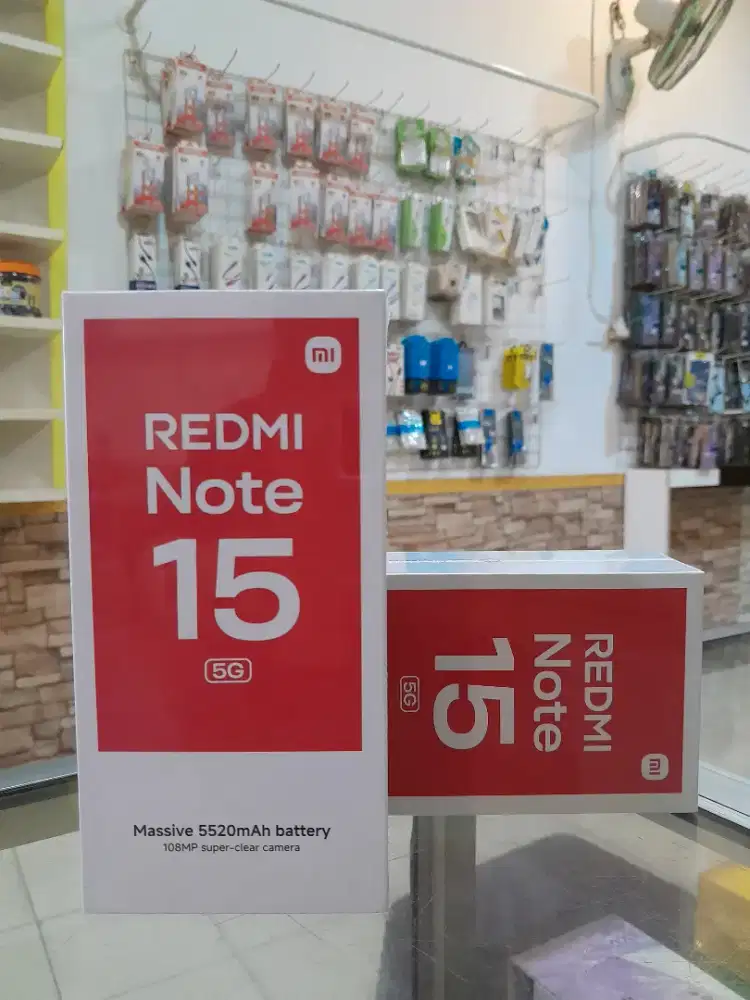 mi
REDMI
Note
15
5G
Massive 5520mAh battery
108MP super-clear camera
mi
REDMI
Note
15
5G